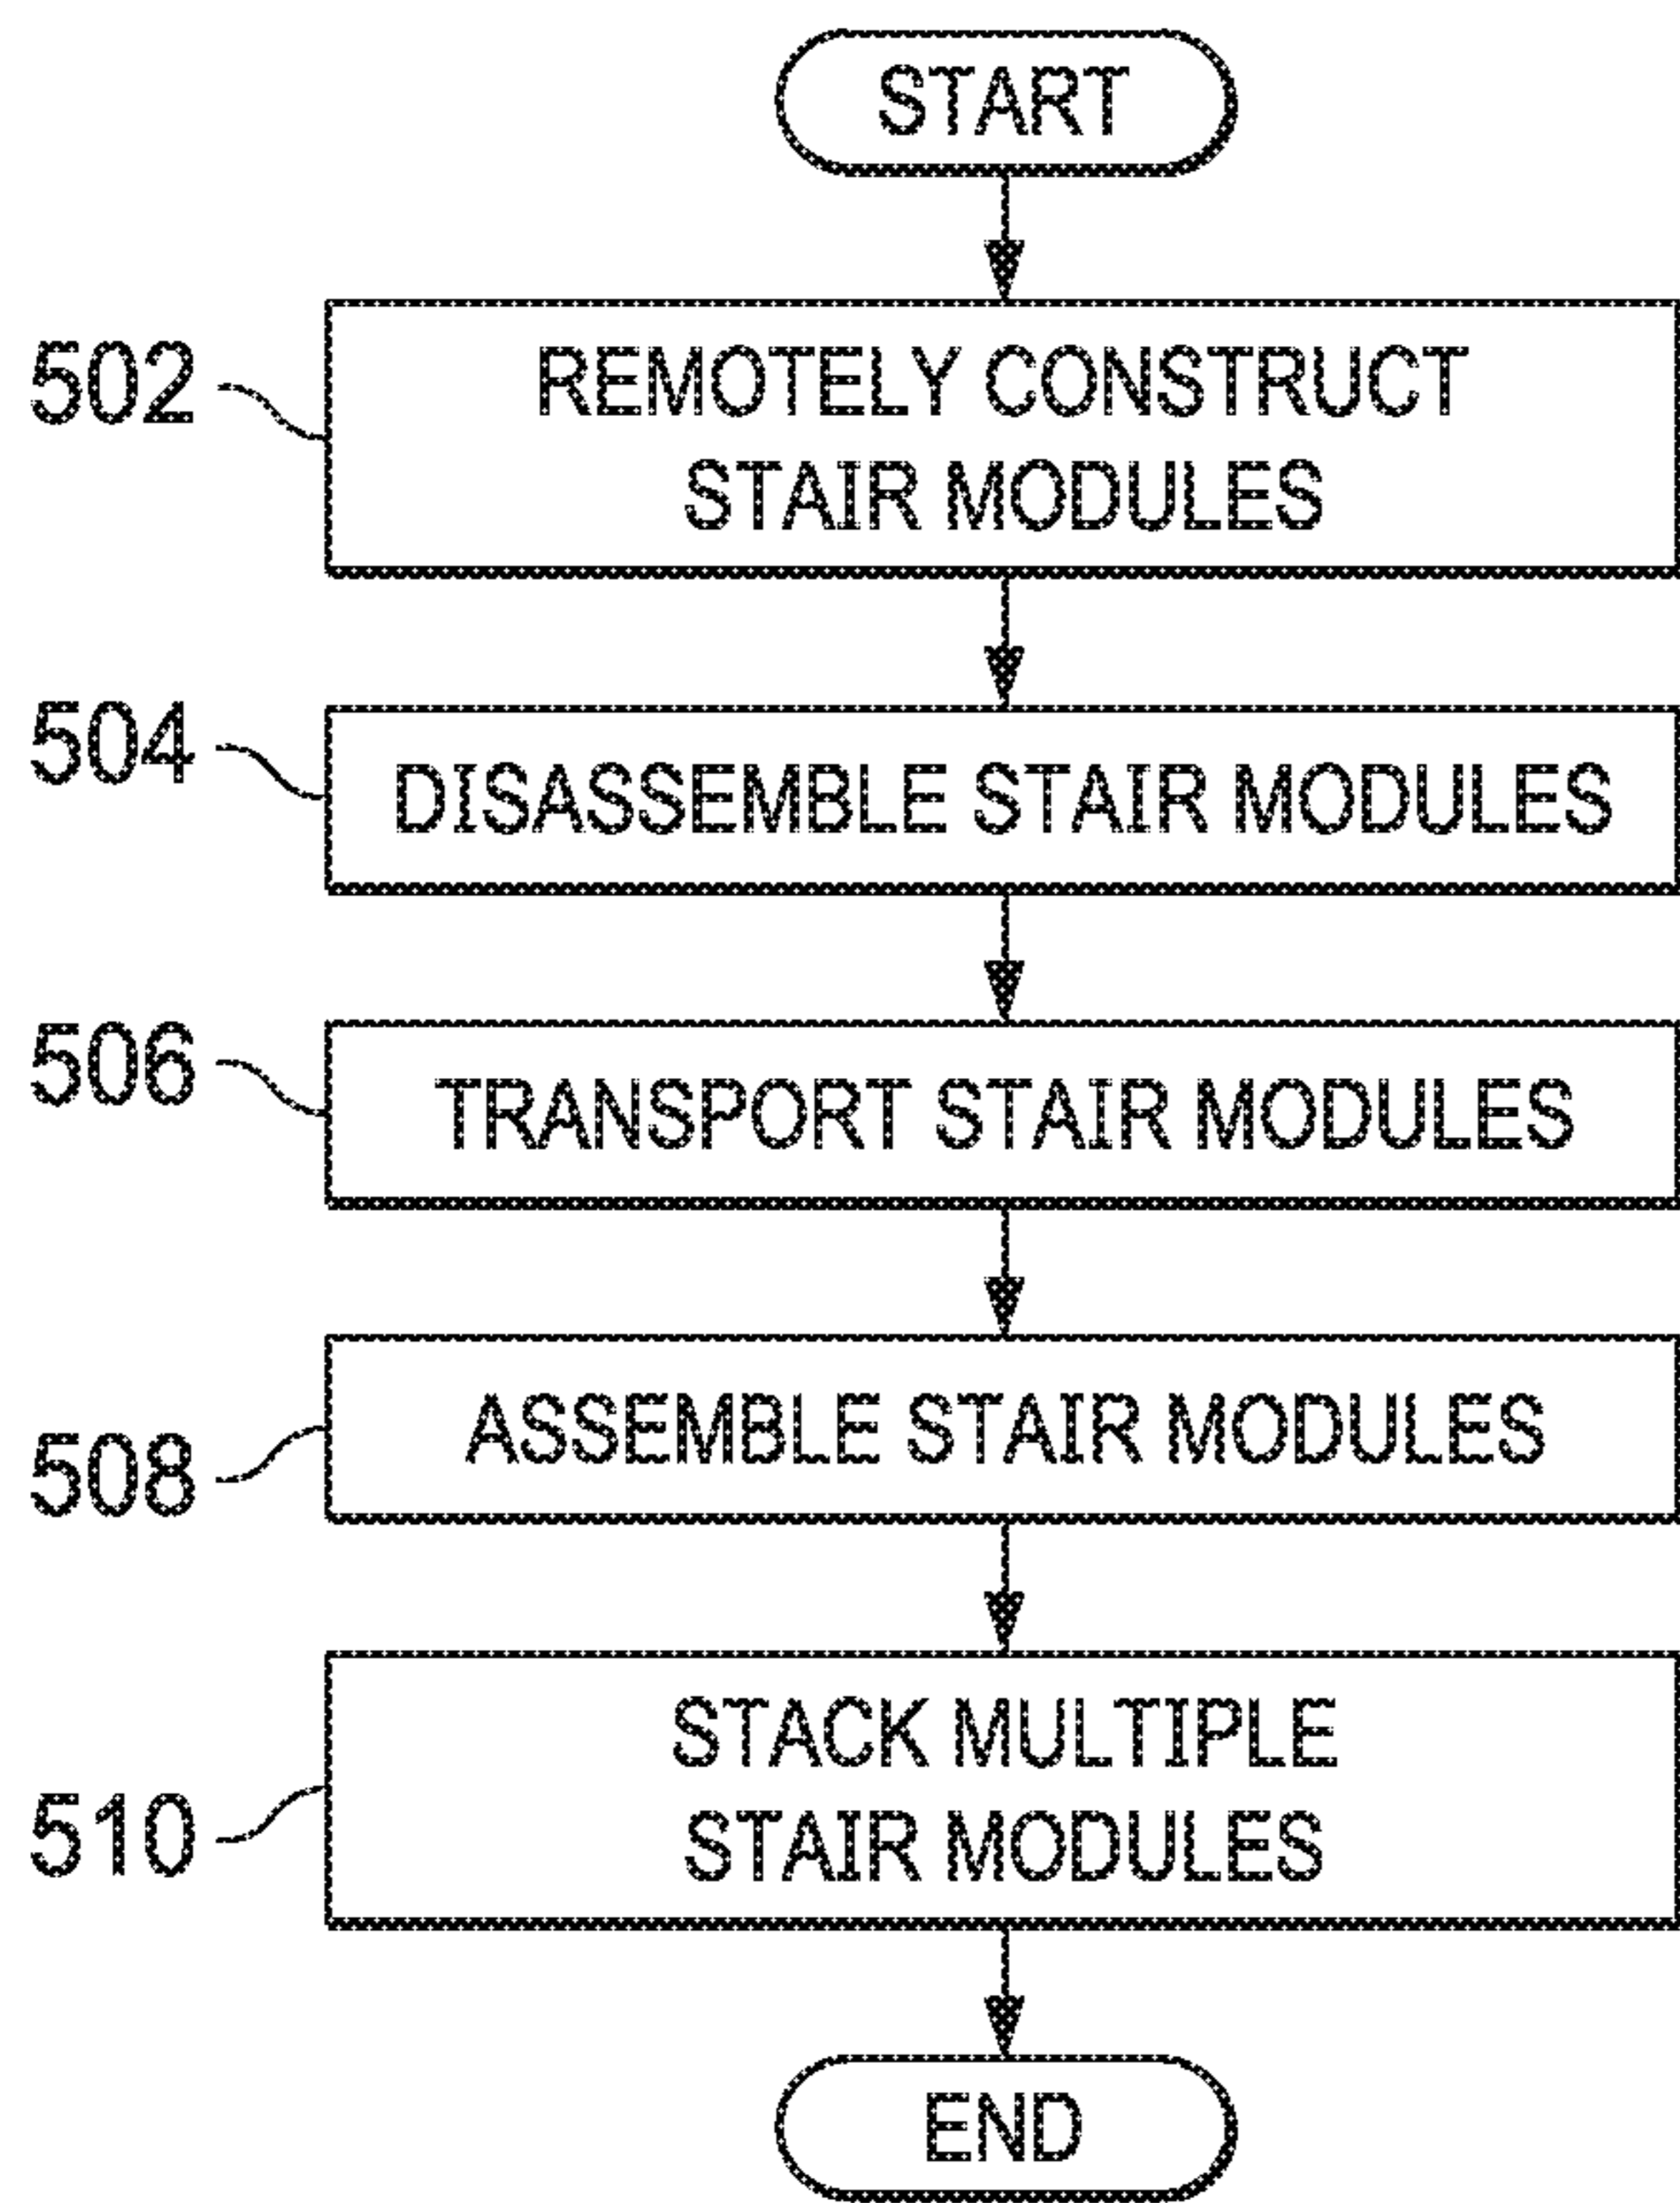 START
502
REMOTELY CONSTRUCT
STAIR MODULES
504
DISASSEMBLE STAIR MODULES
506
TRANSPORT STAIR MODULES
508
ASSEMBLE STAIR MODULES
510
STACK MULTIPLE
STAIR MODULES
END